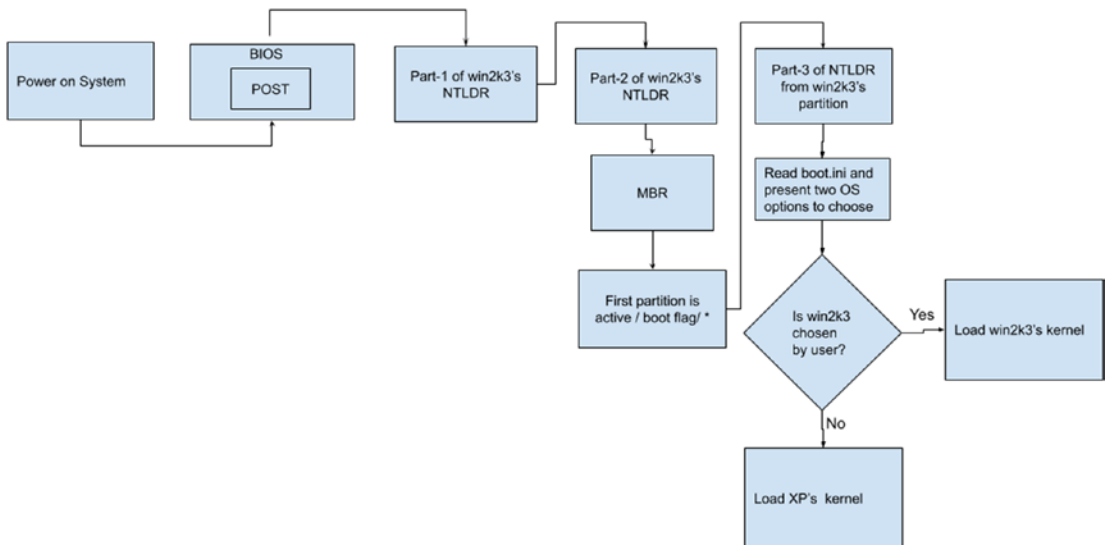 Power on System
BIOS
POST
Part-1 of win2k3's
NTLDR
Part-2 of win2k3's
NTLDR
MBR
First partition is
active / boot flag/ *
Part-3 of NTLDR
from win2k3's
partition
Read boot.ini and
present two OS
options to choose
Is win2k3
chosen
by user?
Yes
Load win2k3's kernel
No
Load XP's  kernel